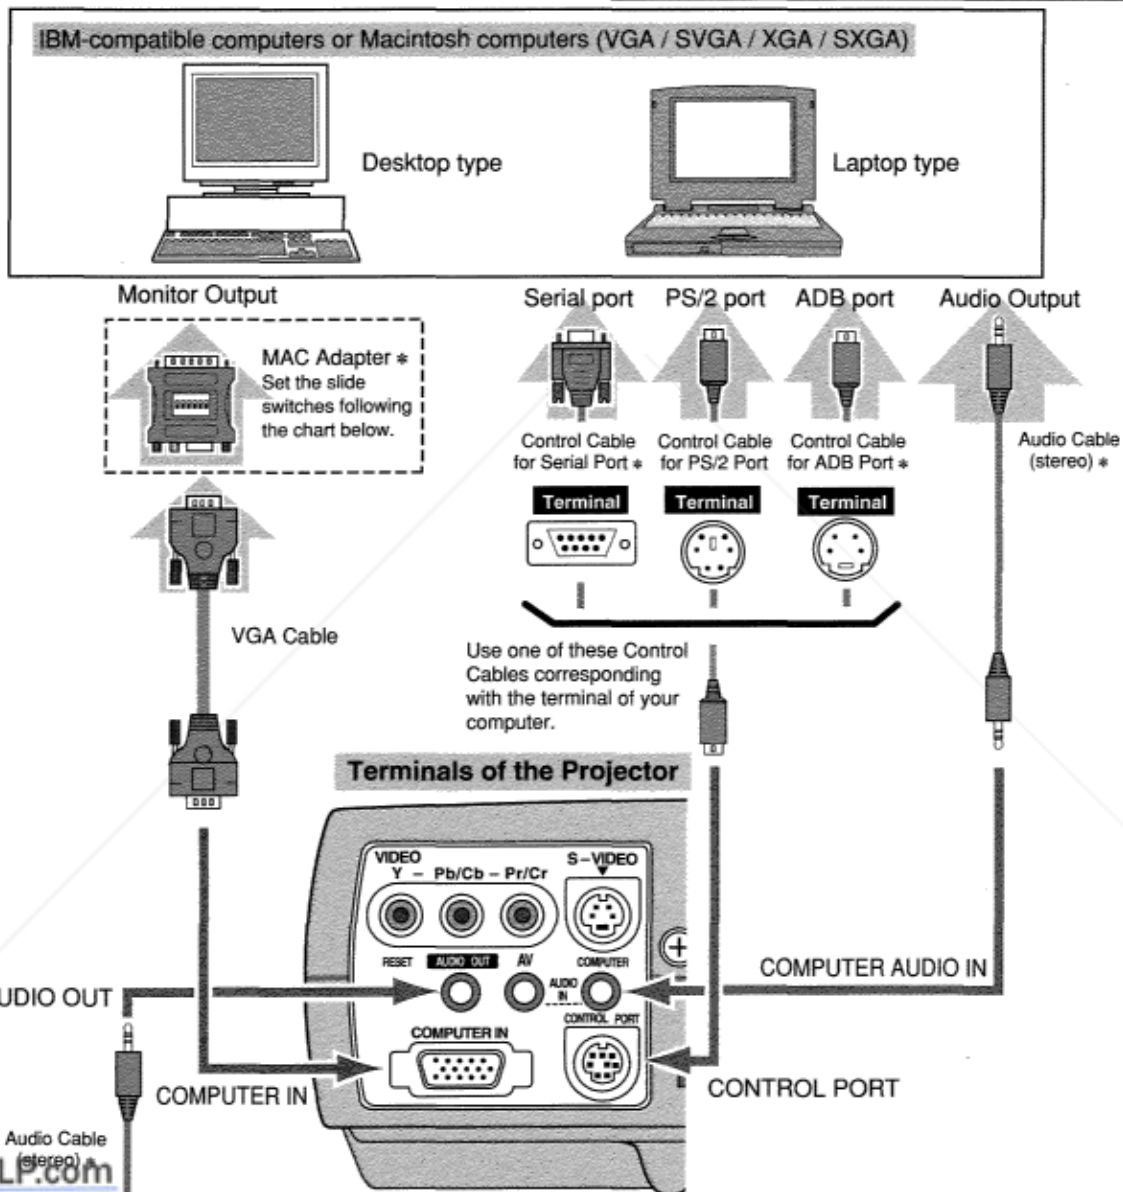 IBM-compatible computers or Macintosh computers (VGA / SVGA / XGA / SXGA)
Desktop type
Laptop type
Monitor Output
Serial port
PS/2 port
ADB port
Audio Output
MAC Adapter *
Set the slide
switches following
the chart below.
Control Cable
for Serial Port *
Control Cable
for PS/2 Port
Control Cable
for ADB Port *
Audio Cable
(stereo) *
Terminal
Terminal
Terminal
VGA Cable
Use one of these Control
Cables corresponding
with the terminal of your
computer.
Terminals of the Projector
VIDEO
Y – Pb/Cb – Pr/Cr
S–VIDEO
RESET
AUDIO OUT
AV
COMPUTER
AUDIO
IN
CONTROL PORT
COMPUTER IN
UDIO OUT
COMPUTER AUDIO IN
COMPUTER IN
CONTROL PORT
Audio Cable
(stereo) *
LP.com